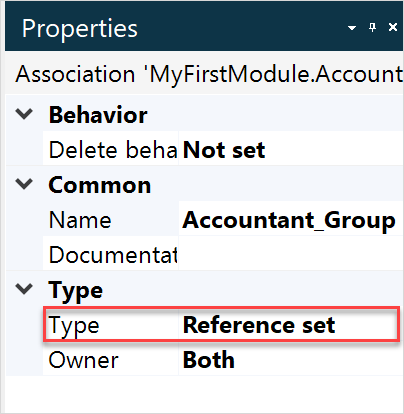 Properties
Association 'MyFirstModule.Account
Behavior
Delete beha Not set
Common
Name Accountant_Group
Documentat
Type
Type Reference set
Owner Both